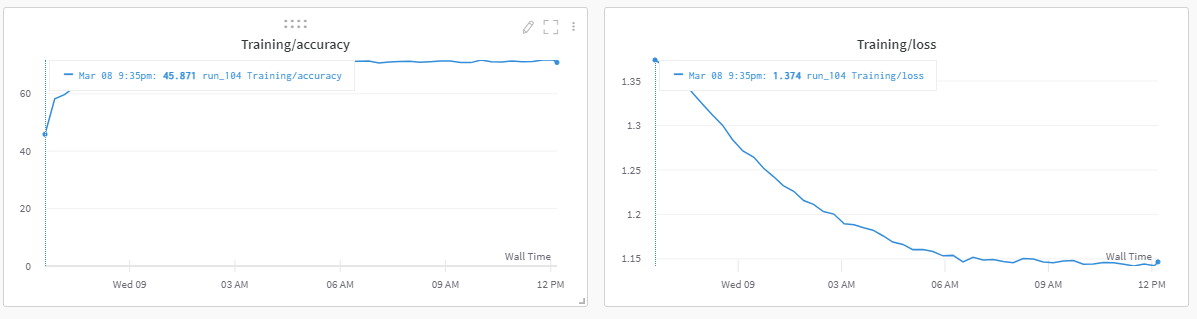 Training/accuracy
Mar 08 9:35pm: 45.871 run_104 Training/accuracy
60
40
20
0
Wall Time
Wed 09
03 AM
06 AM
09 AM
12 PM
Training/loss
Mar 08 9:35pm: 1.374 run_104 Training/loss
1.35
1.3
1.25
1.2
1.15
Wall Time
Wed 09
03 AM
06 AM
09 AM
12 PM